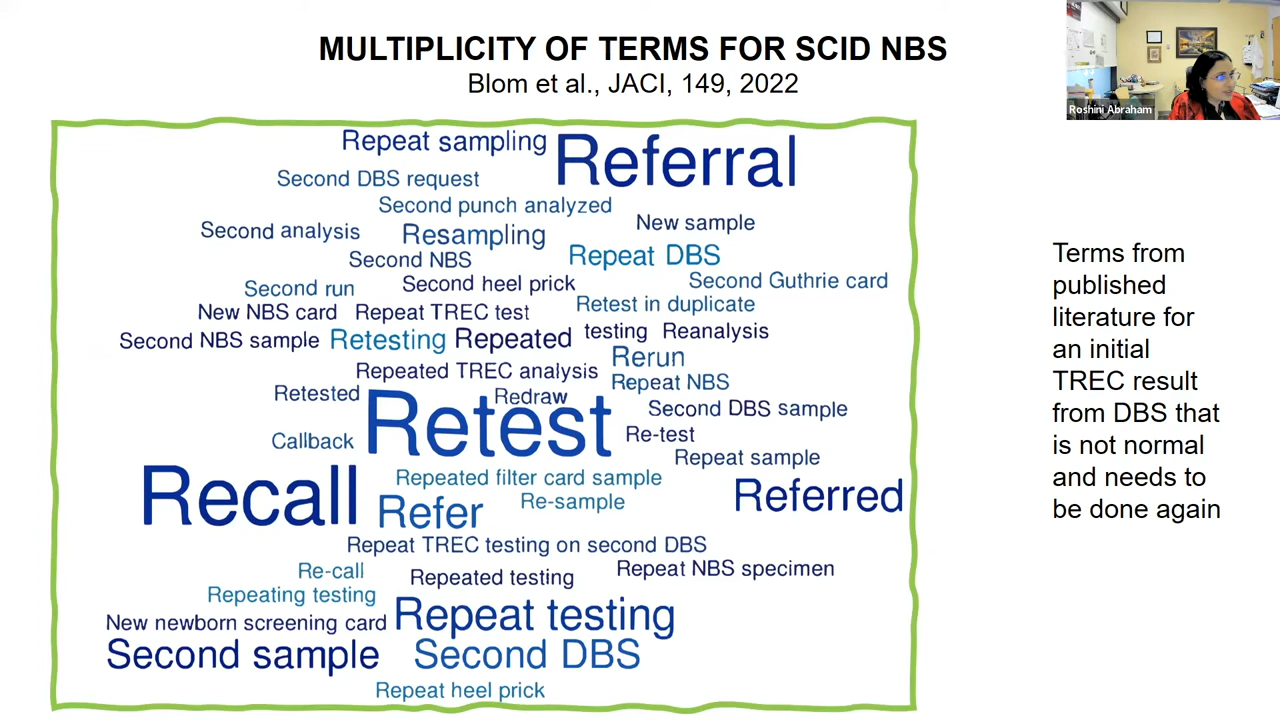 MULTIPLICITY OF TERMS FOR SCID NBS
Blom et al., JACI, 149, 2022
Roshini Abraham
Repeat sampling
Referral
Second DBS request
Second punch analyzed
New sample
Second analysis
Resampling
Second NBS
Repeat DBS
Second run
Second heel prick
Second Guthrie card
New NBS card
Repeat TREC test
Retest in duplicate
Second NBS sample
Retesting
Repeated
testing
Reanalysis
Rerun
Repeated TREC analysis
Repeat NBS
Retested
Redraw
Second DBS sample
Retest
Re-test
Callback
Repeat sample
Recall
Repeated filter card sample
Referred
Refer
Re-sample
Repeat TREC testing on second DBS
Re-call
Repeated testing
Repeat NBS specimen
Repeating testing
New newborn screening card
Repeat testing
Second sample
Second DBS
Repeat heel prick
Terms from
published
literature for
an initial
TREC result
from DBS that
is not normal
and needs to
be done again